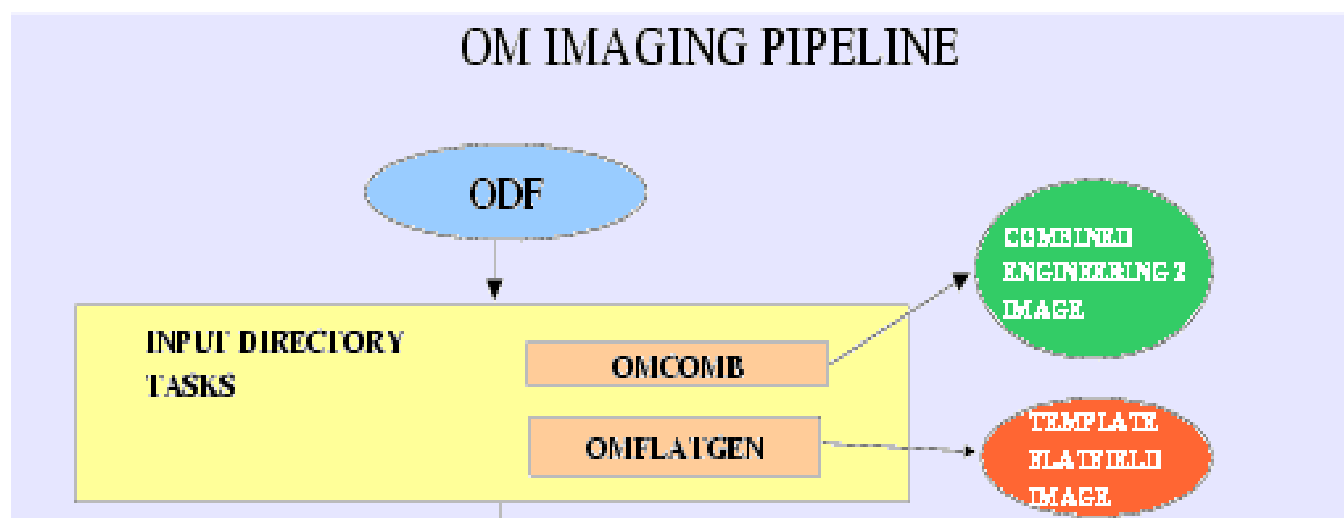 OM IMAGING PIPELINE
ODF
COMBINED
ENGINEERING 2
IMAGE
INPUT DIRECTORY
TASKS
OMCOMB
OMFLATGEN
TEMPLATE
FLATFIELD
IMAGE